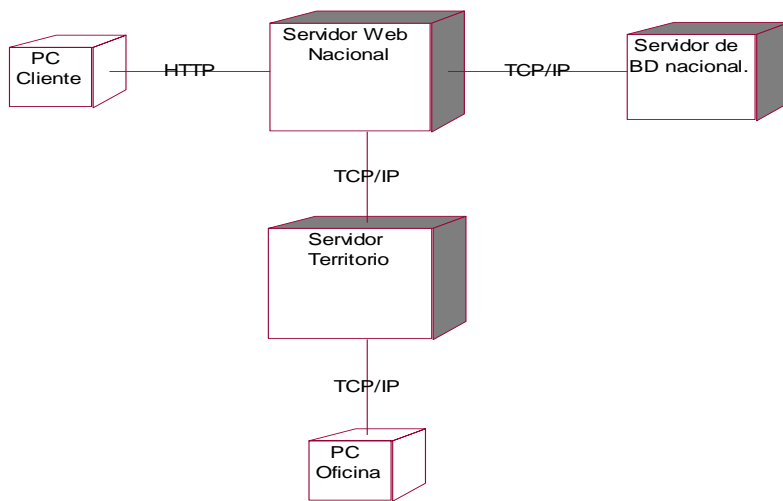 PC
Cliente
HTTP
Servidor Web
Nacional
TCP/IP
Servidor de
BD nacional.
TCP/IP
Servidor
Territorio
TCP/IP
PC
Oficina